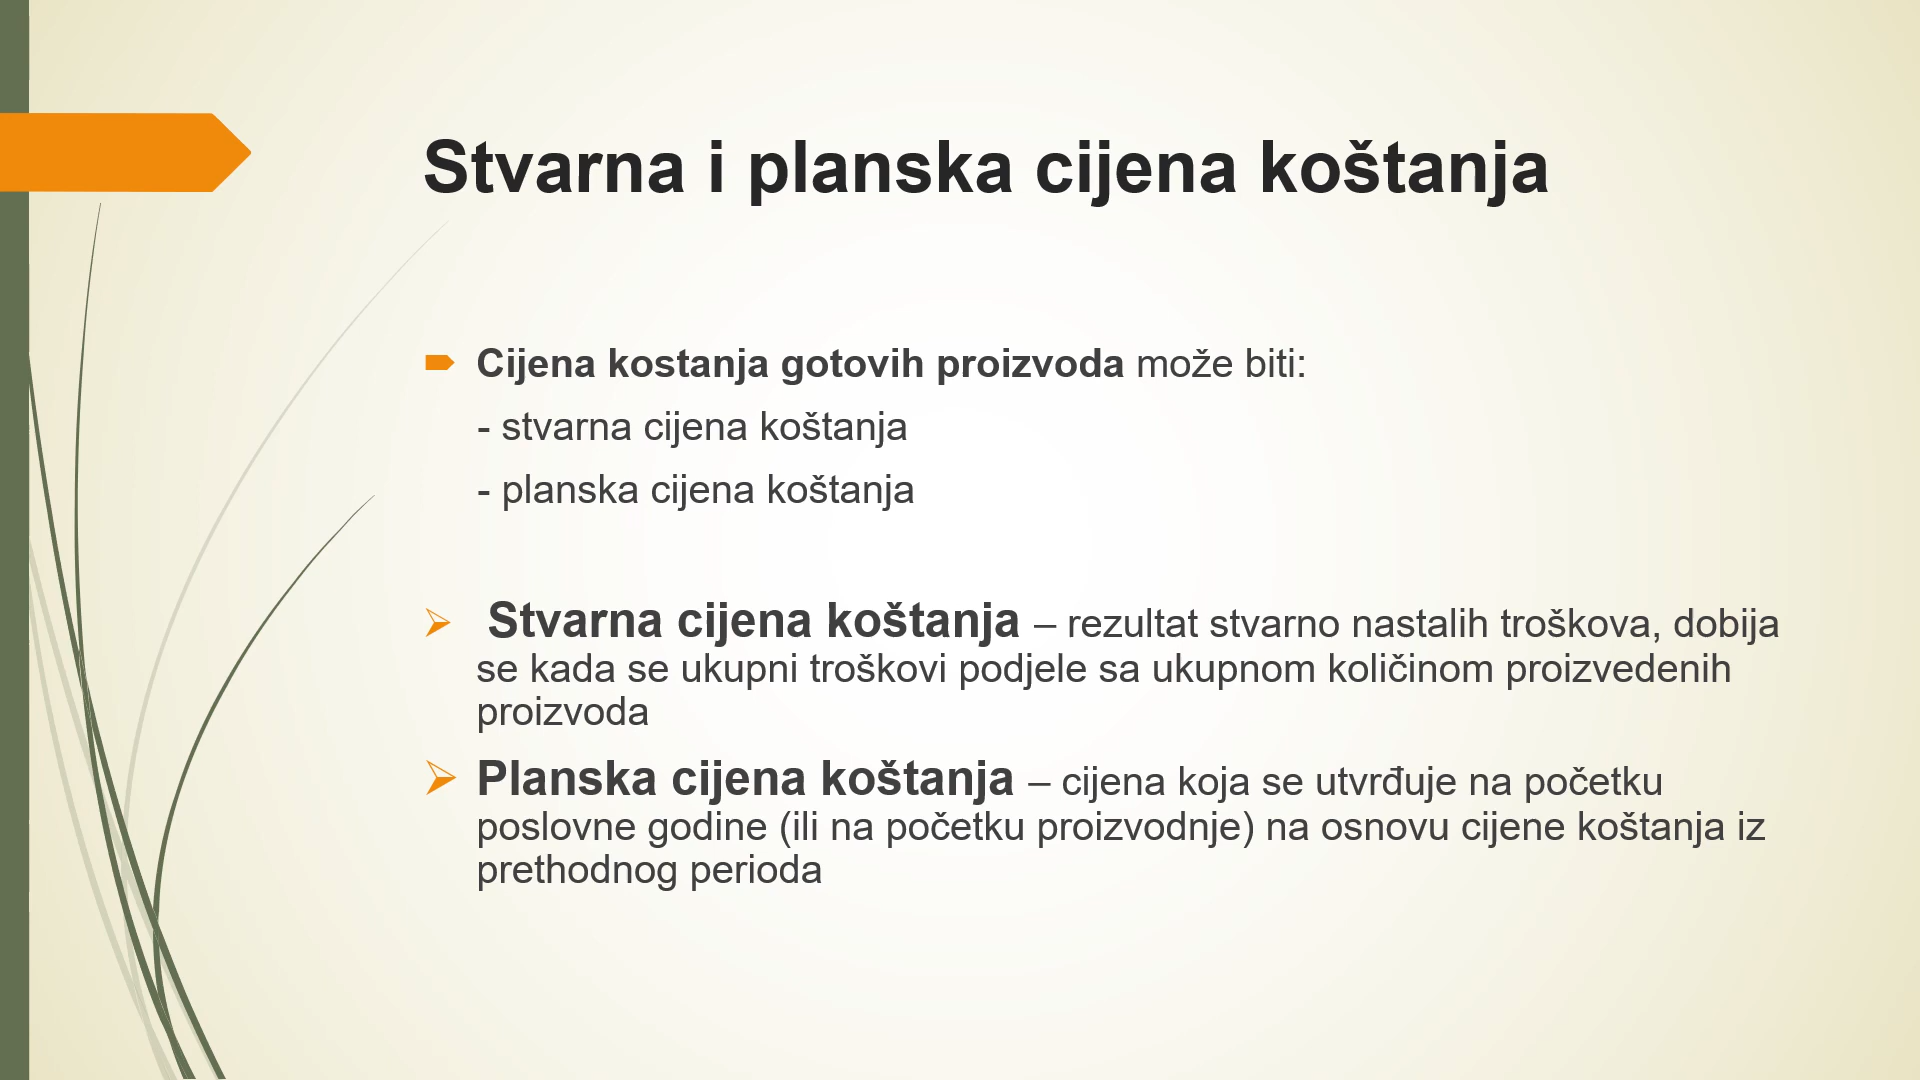 Stvarna i planska cijena koštanja
Cijena kostanja gotovih proizvoda može biti:
- stvarna cijena koštanja
- planska cijena koštanja
Stvarna cijena koštanja – rezultat stvarno nastalih troškova, dobija
se kada se ukupni troškovi podjele sa ukupnom količinom proizvedenih
proizvoda
Planska cijena koštanja – cijena koja se utvrđuje na početku
poslovne godine (ili na početku proizvodnje) na osnovu cijene koštanja iz
prethodnog perioda